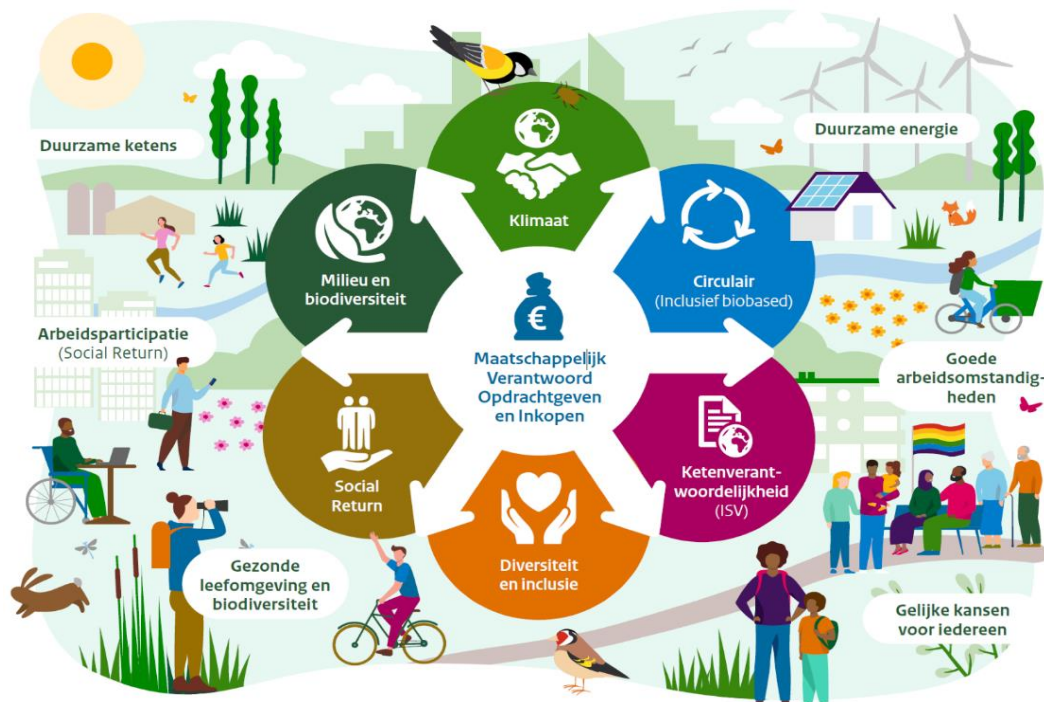 Duurzame ketens
Duurzame energie
Klimaat
Milieu en
biodiversiteit
Circulair
(Inclusief biobased)
€
Maatschappelijk
Verantwoord
Opdrachtgeven
en Inkopen
Arbeidsparticipatie
(Social Return)
Goede
arbeidsomstandig-
heden
Social
Return
Ketenverant-
woordelijkheid
(ISV)
Diversiteit
en inclusie
Gezonde
leefomgeving en
biodiversiteit
Gelijke kansen
voor iedereen